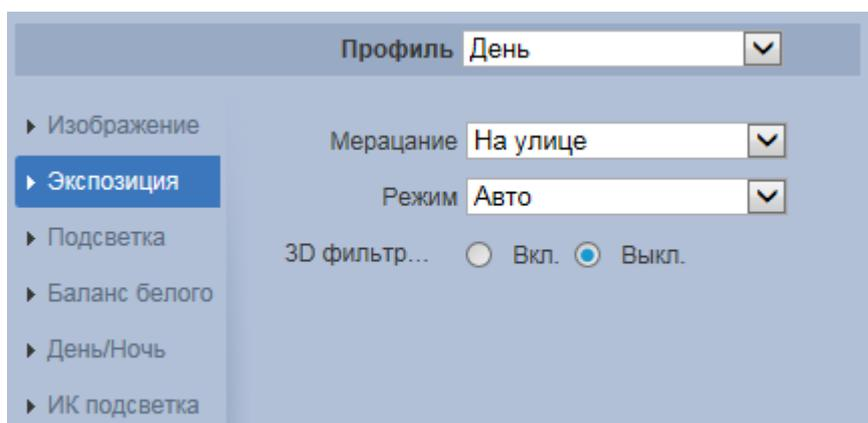 Профиль День
Изображение
Экспозиция
Подсветка
Баланс белого
День/Ночь
ИК подсветка
Мерацание На улице
Режим Авто
3D фильтр... Вкл. Выкл.